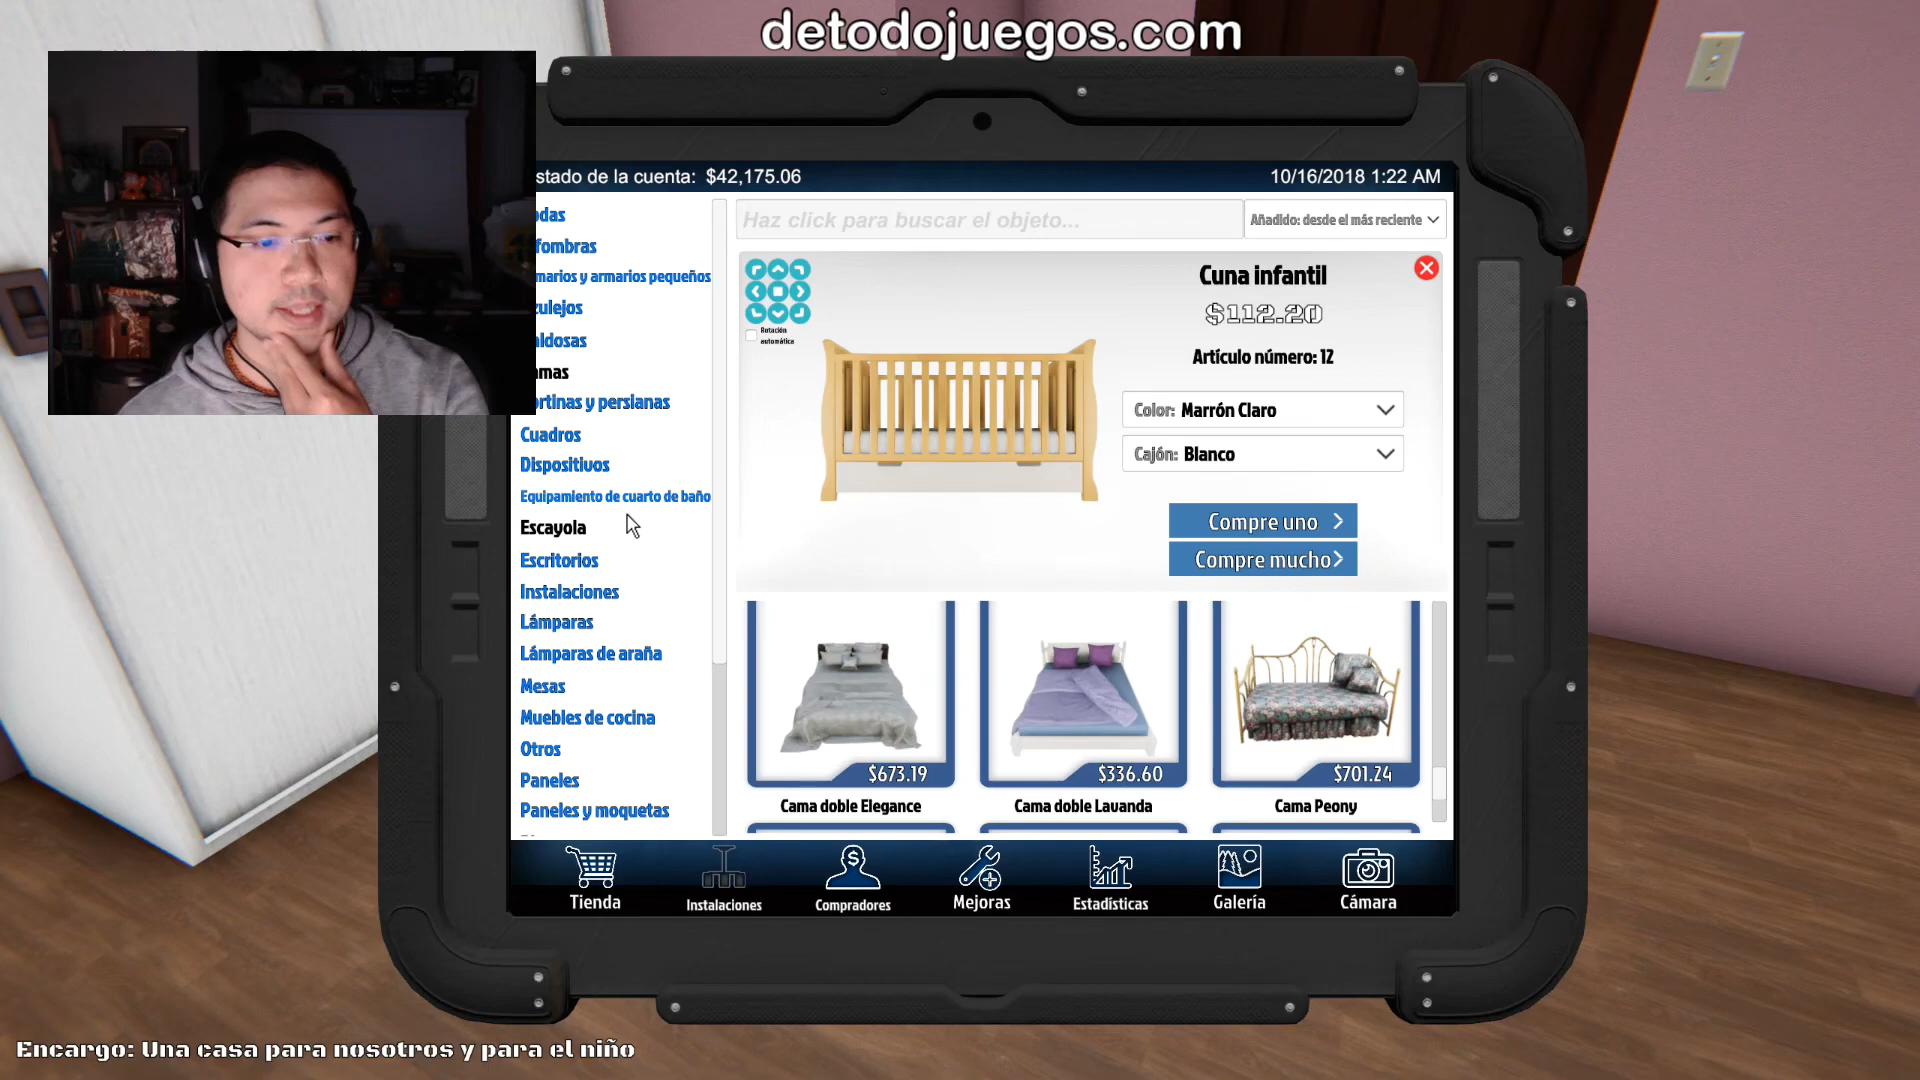 detodojuegos.com
stado de la cuenta: $42,175.06
10/16/2018 1:22 AM
odas
fombras
marios y armarios pequeños
zulejos
aldosas
amas
ortinas y persianas
Cuadros
Dispositivos
Equipamiento de cuarto de baño
Escayola
Escritorios
Instalaciones
Lámparas
Lámparas de araña
Mesas
Muebles de cocina
Otros
Paneles
Paneles y moquetas
Haz click para buscar el objeto...
Añadido: desde el más reciente
Rotación
automática
Cuna infantil
$112.20
Artículo número: 12
Color: Marrón Claro
Cajón: Blanco
Compre uno
Compre mucho
$673.19
$336.60
$701.24
Cama doble Elegance
Cama doble Lavanda
Cama Peony
Tienda
Instalaciones
Compradores
Mejoras
Estadísticas
Galería
Cámara
Encargo: Una casa para nosotros y para el niño